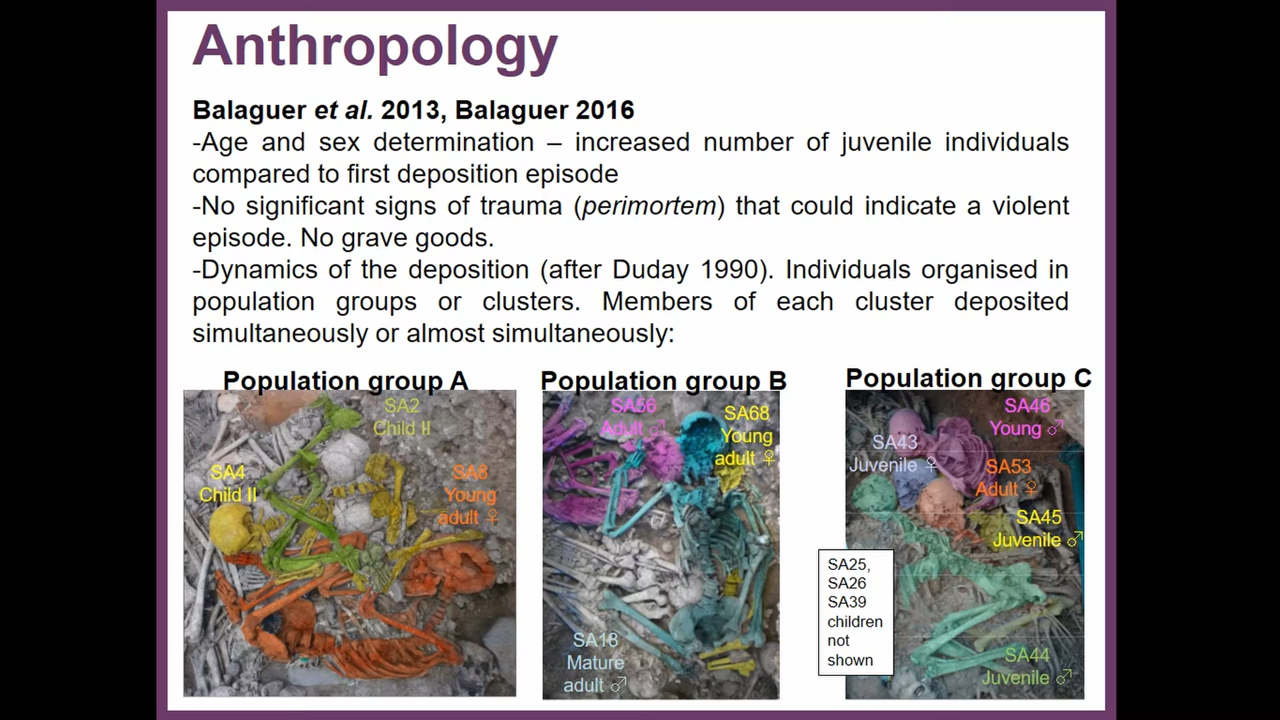 Anthropology
Balaguer et al. 2013, Balaguer 2016
-Age and sex determination – increased number of juvenile individuals
compared to first deposition episode
-No significant signs of trauma (perimortem) that could indicate a violent
episode. No grave goods.
-Dynamics of the deposition (after Duday 1990). Individuals organised in
population groups or clusters. Members of each cluster deposited
simultaneously or almost simultaneously:
Population group A
SA2
Child II
SA4
Child II
SA8
Young
adult ♀
Population group B
SA56
Adult ♂
SA68
Young
adult ♀
SA18
Mature
adult ♂
Population group C
SA46
Young ♂
SA43
Juvenile ♀
SA53
Adult ♀
SA45
Juvenile ♂
SA25,
SA26
SA39
children
not
shown
SA44
Juvenile ♂